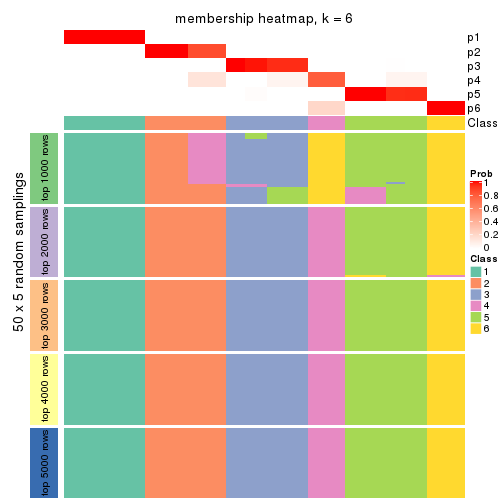 membership heatmap, k = 6
p1
p2
p3
p4
p5
p6
Class
50 x 5 random samplings
top 1000 rows
top 2000 rows
top 3000 rows
top 4000 rows
top 5000 rows
Prob
1
0.8
0.6
0.4
0.2
0
Class
1
2
3
4
5
6